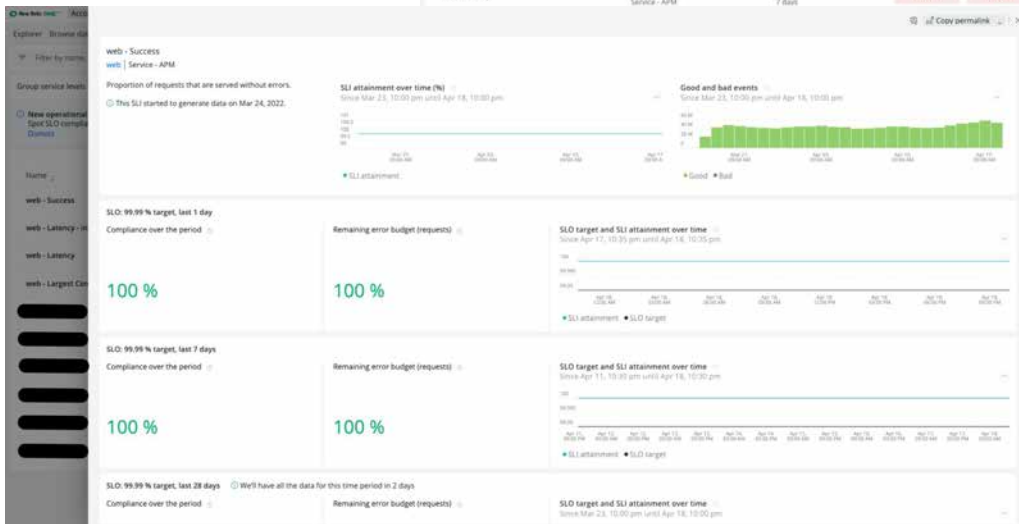 Service - APM
7 days
Explorer Browse da
Copy permalink
Filter by name
Group service levels
New operational
Spot SLO complia
Dismiss
Name
web - Success
web - Latency - 
web - Latency
web - Largest Con
web - Success
web | Service - APM
Proportion of requests that are served without errors.
This SLI started to generate data on Mar 24, 2022.
SLI attainment over time (%)
Since Mar 23, 10:00 pm until Apr 18, 10:00 pm
SLI attainment
Good and bad events
Since Mar 23, 10:00 pm until Apr 18, 10:00 pm
Good Bad
SLO: 99.99 % target, last 1 day
Compliance over the period
100 %
Remaining error budget (requests)
100 %
SLO target and SLI attainment over time
Since Apr 17, 10:35 pm until Apr 18, 10:35 pm
SLI attainment SLO target
SLO: 99.99 % target, last 7 days
Compliance over the period
100 %
Remaining error budget (requests)
100 %
SLO target and SLI attainment over time
Since Apr 11, 10:30 pm until Apr 18, 10:30 pm
SLI attainment SLO target
SLO: 99.99 % target, last 28 days We'll have all the data for this time period in 2 days
Compliance over the period
Remaining error budget (requests)
SLO target and SLI attainment over time
Since Mar 23, 10:00 pm until Apr 18, 10:00 pm